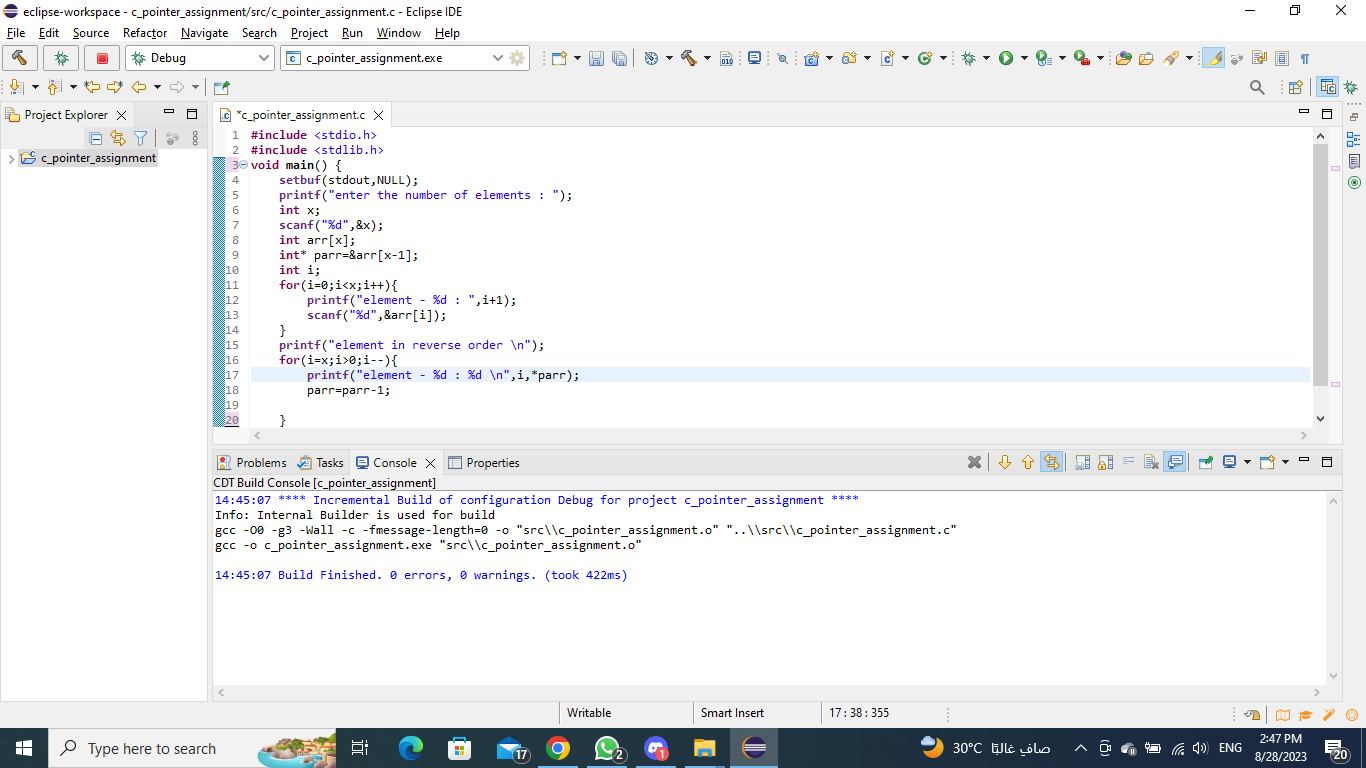 eclipse-workspace - c_pointer_assignment/src/c_pointer_assignment.c - Eclipse IDE
File Edit Source Refactor Navigate Search Project Run Window Help
Debug
c_pointer_assignment.exe
Project Explorer
c_pointer_assignment
*c_pointer_assignment.c
1 #include <stdio.h>
2 #include <stdlib.h>
3 void main() {
4     setbuf(stdout,NULL);
5     printf("enter the number of elements : ");
6     int x;
7     scanf("%d",&x);
8     int arr[x];
9     int* parr=&arr[x-1];
10     int i;
11     for(i=0;i<x;i++){
12         printf("element - %d : ",i+1);
13         scanf("%d",&arr[i]);
14     }
15     printf("element in reverse order \n");
16     for(i=x;i>0;i--){
17         printf("element - %d : %d \n",i,*parr);
18         parr=parr-1;
19
20     }
Problems Tasks Console Properties
CDT Build Console [c_pointer_assignment]
14:45:07 **** Incremental Build of configuration Debug for project c_pointer_assignment ****
Info: Internal Builder is used for build
gcc -O0 -g3 -Wall -c -fmessage-length=0 -o "src\\c_pointer_assignment.o" "..\\src\\c_pointer_assignment.c"
gcc -o c_pointer_assignment.exe "src\\c_pointer_assignment.o"
14:45:07 Build Finished. 0 errors, 0 warnings. (took 422ms)
Writable Smart Insert 17 : 38 : 355
Type here to search
17
2
1
30°C صافٍ غالبًا
ENG
2:47 PM
8/28/2023
20